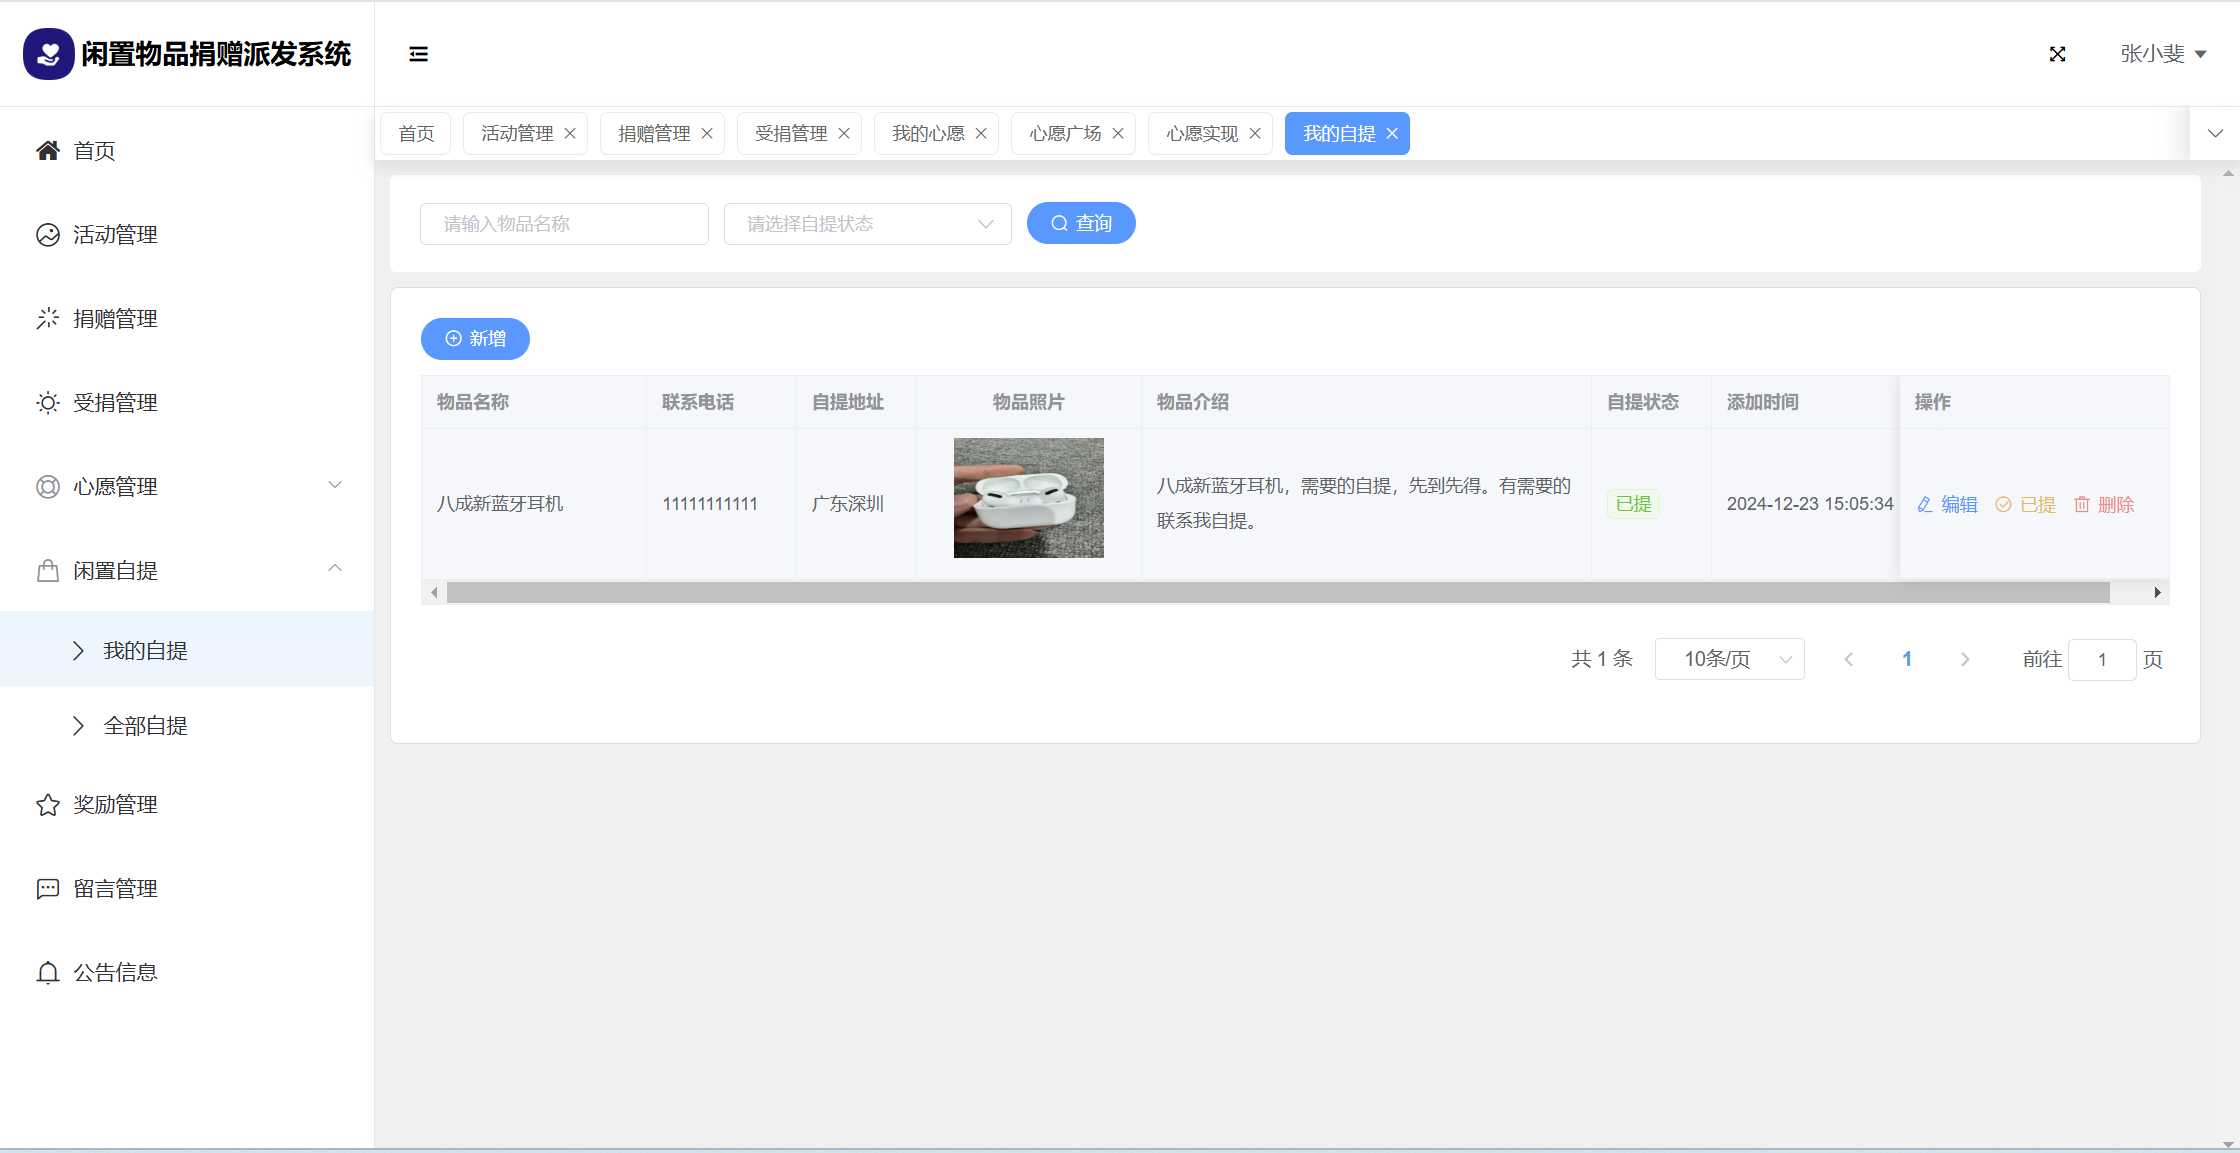 闲置物品捐赠派发系统
张小斐
首页
活动管理
捐赠管理
受捐管理
心愿管理
闲置自提
我的自提
全部自提
奖励管理
留言管理
公告信息
首页 活动管理 捐赠管理 受捐管理 我的心愿 心愿广场 心愿实现 我的自提
请输入物品名称 请选择自提状态 查询
新增
物品名称 联系电话 自提地址 物品照片 物品介绍 自提状态 添加时间 操作
八成新蓝牙耳机 11111111111 广东深圳 八成新蓝牙耳机，需要的自提，先到先得。有需要的
联系我自提。 已提 2024-12-23 15:05:34 编辑 已提 删除
共 1 条 10条/页 1 前往 1 页